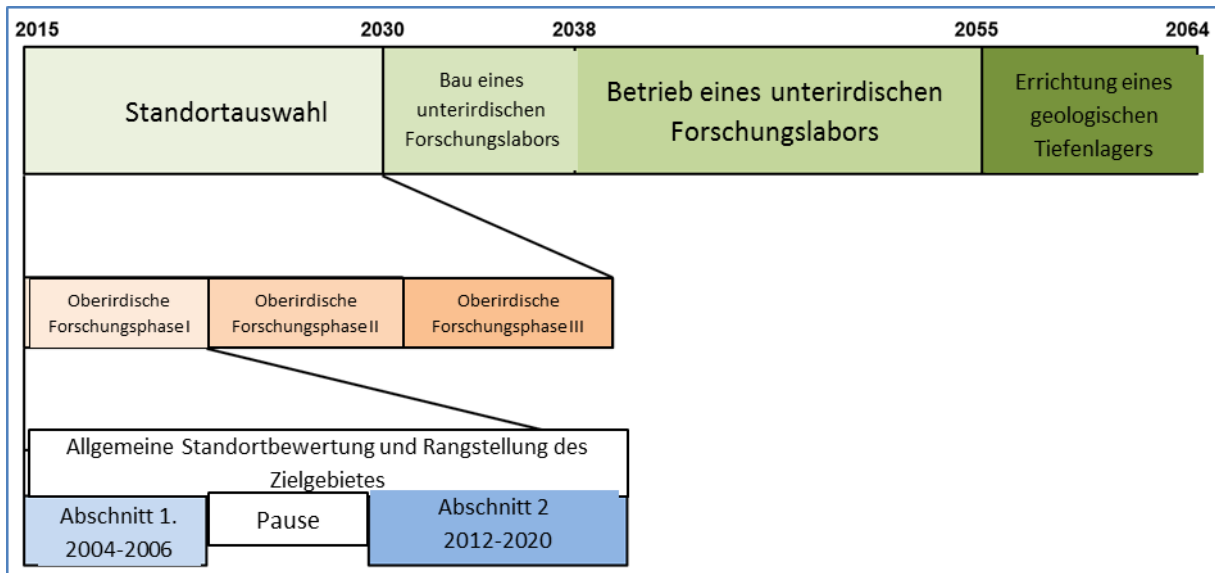 2015 2030 2038 2055 2064
Standortauswahl
Bau eines
unterirdischen
Forschungslabors
Betrieb eines unterirdischen
Forschungslabors
Errichtung eines
geologischen
Tiefenlagers
Oberirdische
Forschungsphase I
Oberirdische
Forschungsphase II
Oberirdische
Forschungsphase III
Allgemeine Standortbewertung und Rangstellung des
Zielgebietes
Abschnitt 1.
2004-2006
Pause
Abschnitt 2
2012-2020